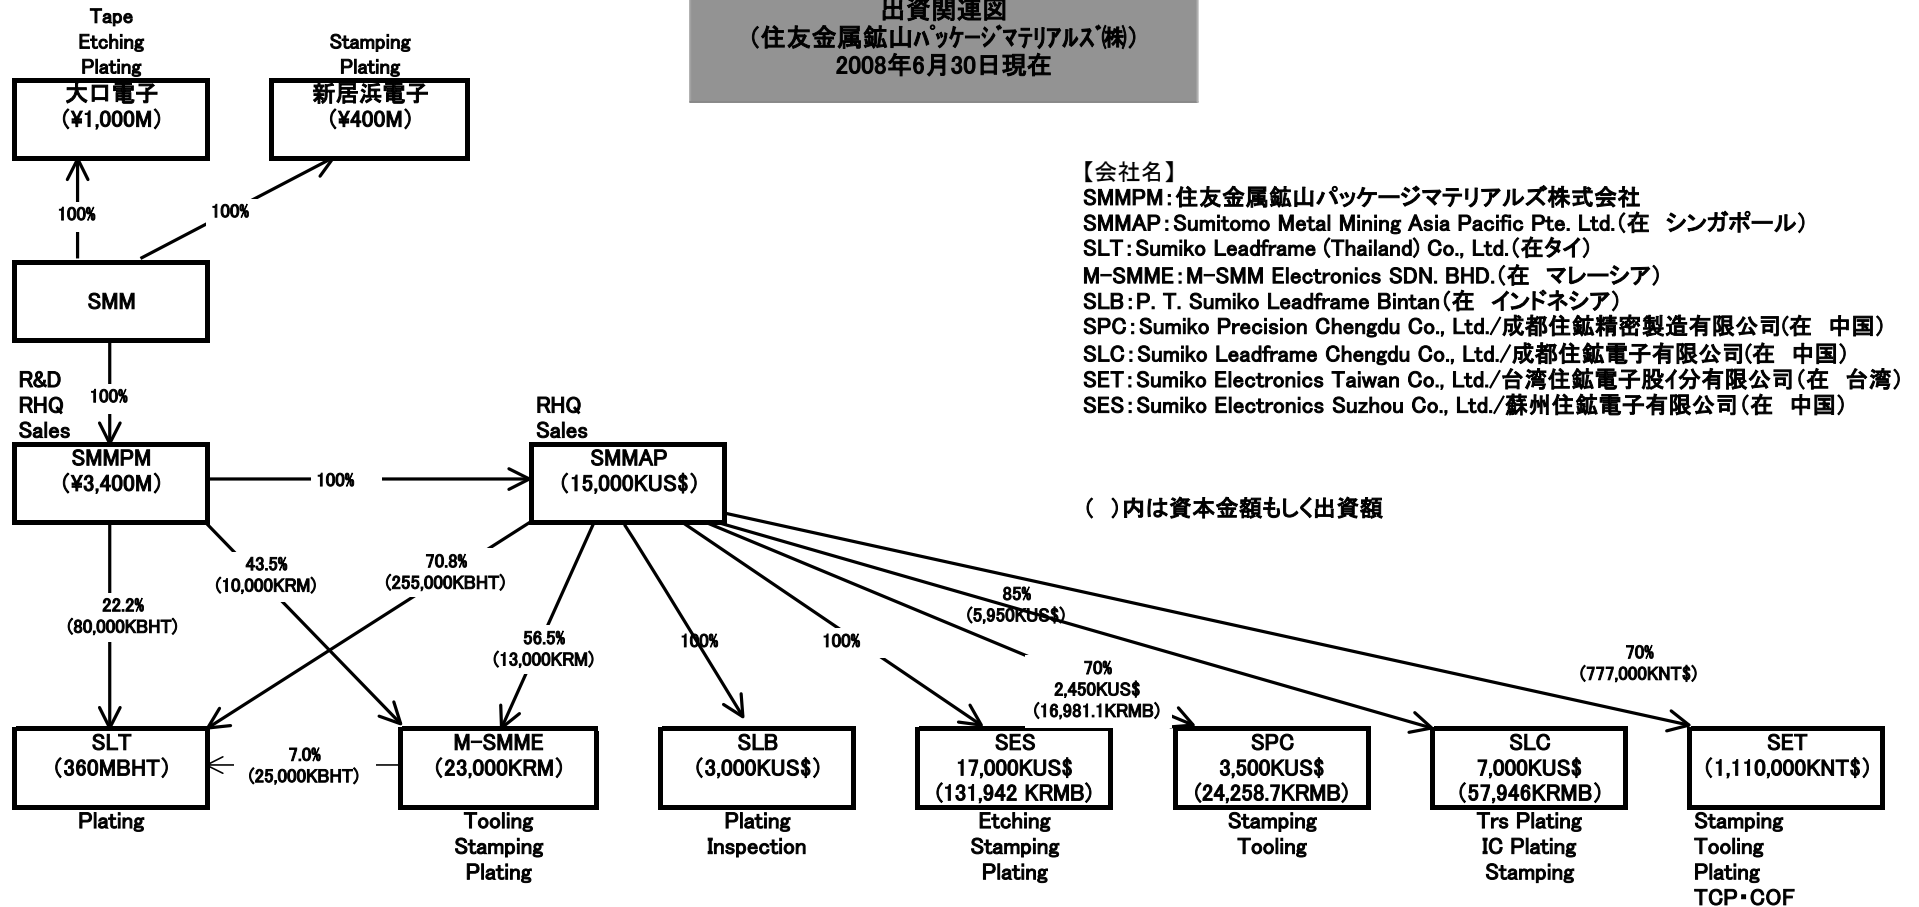 出資関連図
(住友金属鉱山ﾊﾟｯｹｰｼﾞﾏﾃﾘｱﾙｽﾞ㈱)
2008年6月30日現在
Tape
Etching
Plating
大口電子
(¥1,000M)
Stamping
Plating
新居浜電子
(¥400M)
100%
100%
SMM
100%
【会社名】
SMMPM：住友金属鉱山パッケージマテリアルズ株式会社
SMMAP：Sumitomo Metal Mining Asia Pacific Pte. Ltd.(在　シンガポール)
SLT：Sumiko Leadframe (Thailand) Co., Ltd.(在タイ)
M-SMME：M-SMM Electronics SDN. BHD.(在　マレーシア)
SLB：P. T. Sumiko Leadframe Bintan(在　インドネシア)
SPC：Sumiko Precision Chengdu Co., Ltd./成都住鉱精密製造有限公司(在　中国)
SLC：Sumiko Leadframe Chengdu Co., Ltd./成都住鉱電子有限公司(在　中国)
SET：Sumiko Electronics Taiwan Co., Ltd./台湾住鉱電子股ｲ分有限公司(在　台湾)
SES：Sumiko Electronics Suzhou Co., Ltd./蘇州住鉱電子有限公司(在　中国)
(　)内は資本金額もしく出資額
R&D
RHQ
Sales
SMMPM
(¥3,400M)
100%
RHQ
Sales
SMMAP
(15,000KUS$)
22.2%
(80,000KBHT)
43.5%
(10,000KRM)
70.8%
(255,000KBHT)
56.5%
(13,000KRM)
100%
100%
70%
2,450KUS$
(16,981.1KRMB)
85%
(5,950KUS$)
70%
(777,000KNT$)
SLT
(360MBHT)
Plating
7.0%
(25,000KBHT)
M-SMME
(23,000KRM)
Tooling
Stamping
Plating
SLB
(3,000KUS$)
Plating
Inspection
SES
17,000KUS$
(131,942 KRMB)
Etching
Stamping
Plating
SPC
3,500KUS$
(24,258.7KRMB)
Stamping
Tooling
SLC
7,000KUS$
(57,946KRMB)
Trs Plating
IC Plating
Stamping
SET
(1,110,000KNT$)
Stamping
Tooling
Plating
TCP・COF